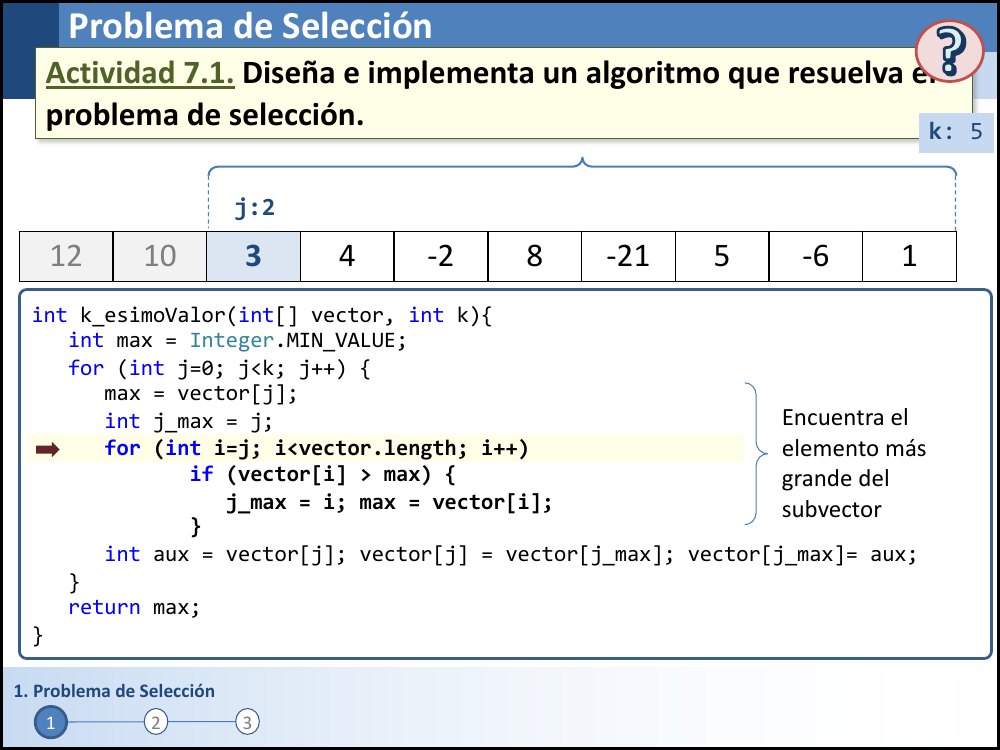 Problema de Selección
?
Actividad 7.1. Diseña e implementa un algoritmo que resuelva el
problema de selección.
k: 5
j:2
12 10 3 4 -2 8 -21 5 -6 1
int k_esimoValor(int[] vector, int k){
int max = Integer.MIN_VALUE;
for (int j=0; j<k; j++) {
max = vector[j];
int j_max = j;
for (int i=j; i<vector.length; i++)
if (vector[i] > max) {
j_max = i; max = vector[i];
}
int aux = vector[j]; vector[j] = vector[j_max]; vector[j_max]= aux;
}
return max;
}
Encuentra el
elemento más
grande del
subvector
1. Problema de Selección
1 2 3